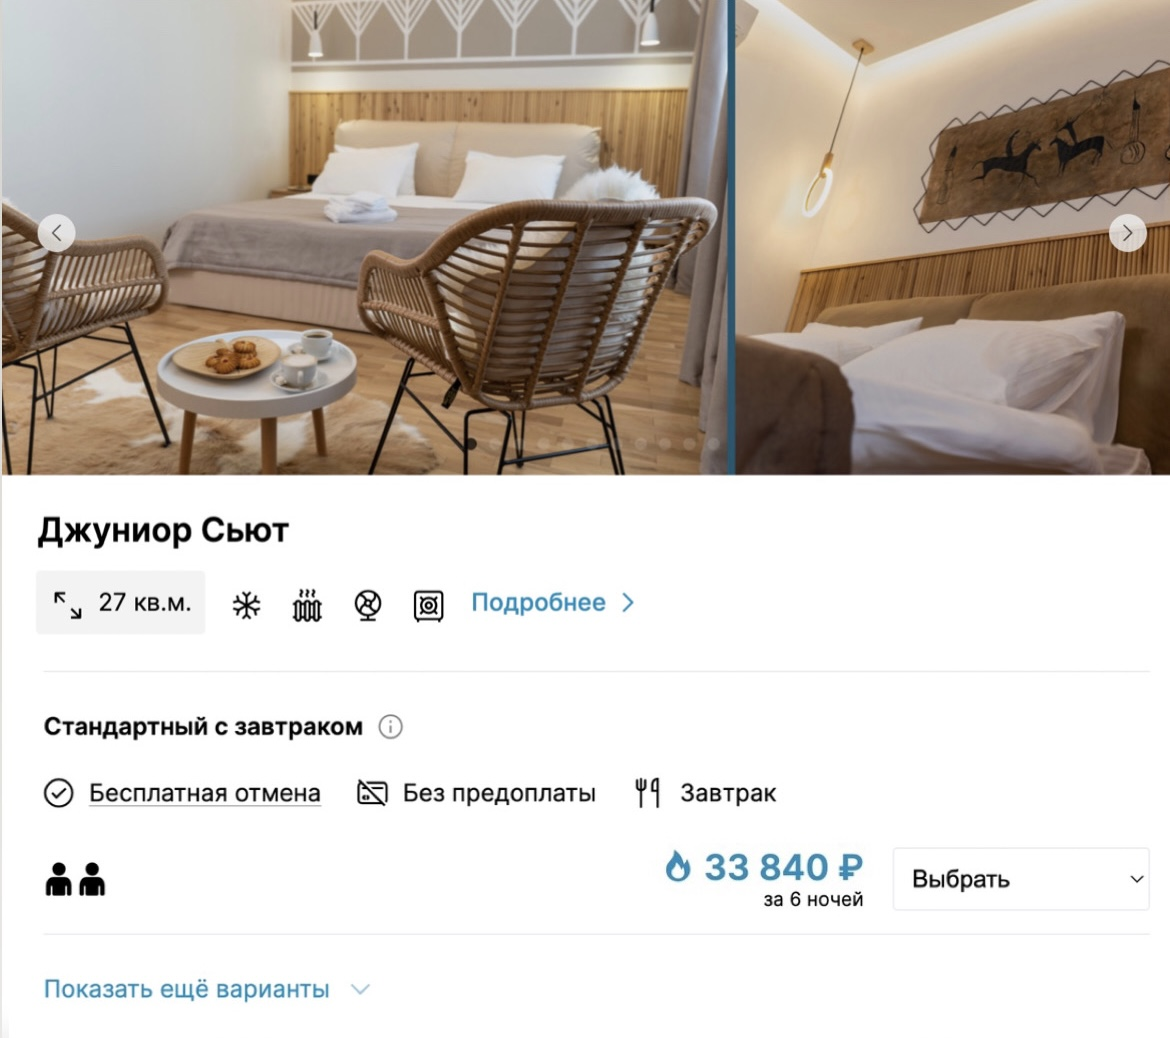 Джуниор Сьют
27 кв.м.
Подробнее
Стандартный с завтраком
Бесплатная отмена
Без предоплаты
Завтрак
33 840 ₽
за 6 ночей
Выбрать
Показать ещё варианты